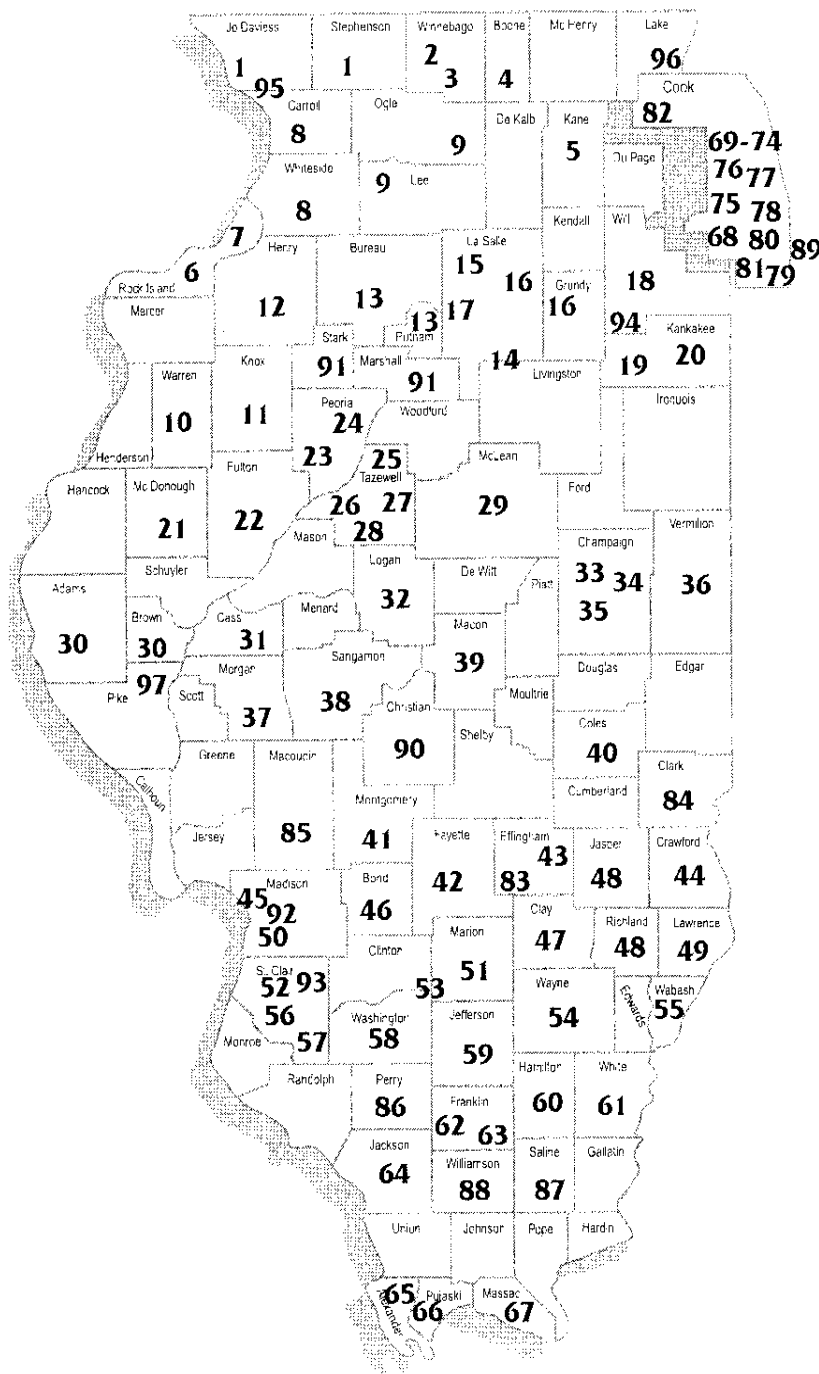 Jo Daviess
Stephenson
Winnebago
Boone
Mc Henry
Lake
1
95
1
2
3
4
96
Cook
82
Carroll
8
Ogle
9
De Kalb
Kane
5
Du Page
69-74
76
77
75
78
68
80
89
81
79
Whiteside
8
9
Lee
7
6
Rock Island
Henry
12
Bureau
13
13
Putnam
La Salle
15
16
17
14
Kendall
Grundy
16
Will
18
94
Mercer
Kankakee
20
19
Stark
91
Marshall
91
Knox
11
Warren
10
Henderson
Livingston
Iroquois
Peoria
24
23
Woodford
25
Tazewell
26
27
28
McLean
29
Ford
Hancock
Mc Donough
21
Fulton
22
Mason
Vermilion
36
Champaign
33
34
35
Schuyler
Logan
32
De Witt
Piatt
Adams
30
Brown
30
Cass
31
Menard
Macon
39
Sangamon
38
97
Pike
Scott
Morgan
37
Christian
90
Moultrie
Douglas
Edgar
Shelby
Coles
40
Greene
Macoupin
85
Calhoun
Jersey
Montgomery
41
Cumberland
Clark
84
Fayette
42
Effingham
43
83
Jasper
48
Crawford
44
Madison
45
92
50
Bond
46
Clay
47
Richland
48
Lawrence
49
Marion
51
Clinton
53
St. Clair
52
93
56
57
Wayne
54
Edwards
Wabash
55
Washington
58
Jefferson
59
Monroe
Randolph
Perry
86
Hamilton
60
White
61
Franklin
62
63
Jackson
64
Williamson
88
Saline
87
Gallatin
Union
Johnson
Pope
Hardin
65
Alexander
Pulaski
66
Massac
67